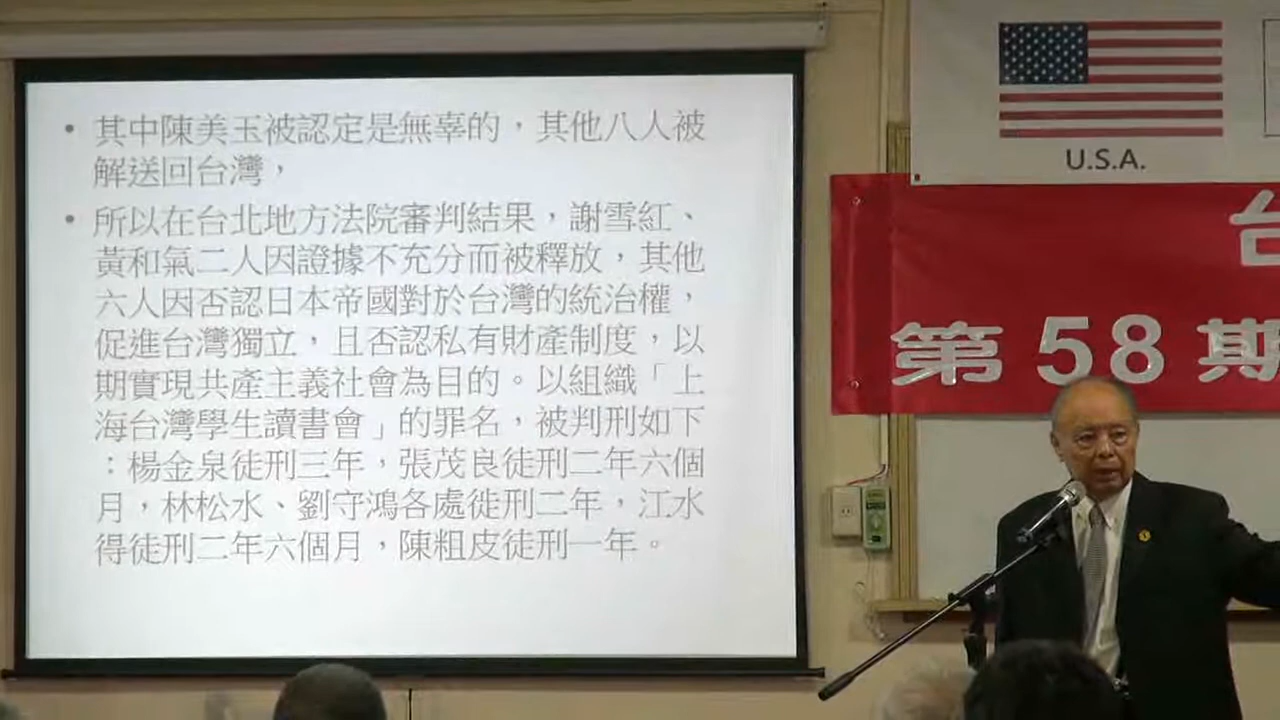 • 其中陳美玉被認定是無辜的，其他八人被
解送回台灣，
• 所以在台北地方法院審判結果，謝雪紅、
黃和氣二人因證據不充分而被釋放，其他
六人因否認日本帝國對於台灣的統治權，
促進台灣獨立，且否認私有財產制度，以
期實現共產主義社會為目的。以組織「上
海台灣學生讀書會」的罪名，被判刑如下
：楊金泉徒刑三年，張茂良徒刑二年六個
月，林松水、劉守鴻各處徙刑二年，江水
得徒刑二年六個月，陳粗皮徒刑一年。
U.S.A.
台
第58期